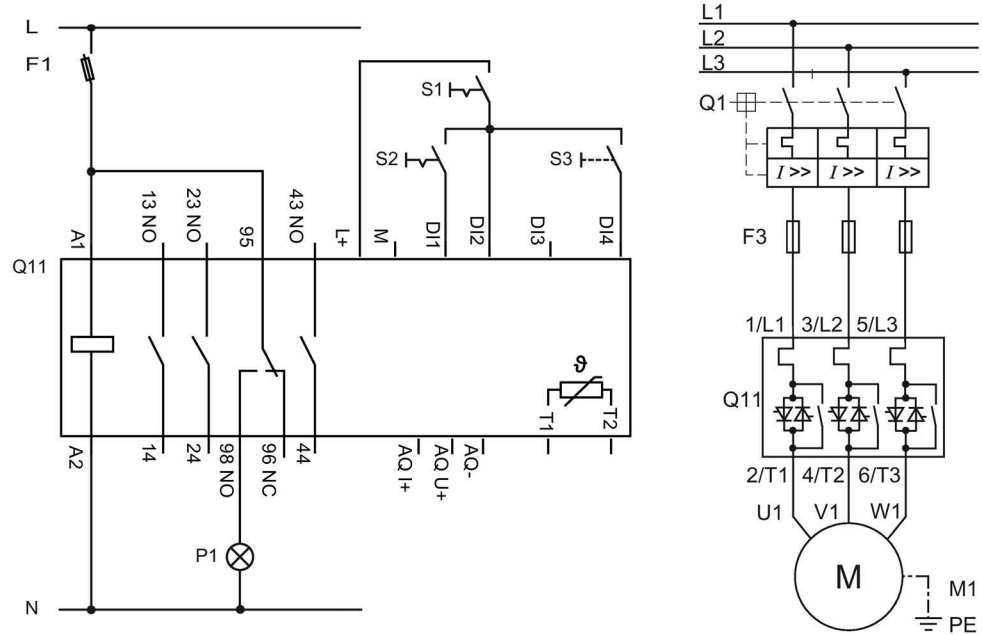 L
F1
S1
S2
S3
A1
13 NO
23 NO
95
43 NO
L+
M
DI1
DI2
DI3
DI4
Q11
ϑ
T1
T2
A2
14
24
98 NO
96 NC
44
AQ I+
AQ U+
AQ-
P1
N
L1
L2
L3
Q1
I >> I >> I >>
F3
1/L1 3/L2 5/L3
Q11
2/T1 4/T2 6/T3
U1 V1 W1
M
M1
PE